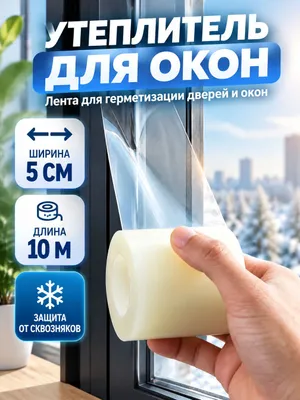 УТЕПЛИТЕЛЬ
ДЛЯ ОКОН
Лента для герметизации дверей и окон
ШИРИНА
5 СМ
ДЛИНА
10 М
ЗАЩИТА
ОТ СКВОЗНЯКОВ